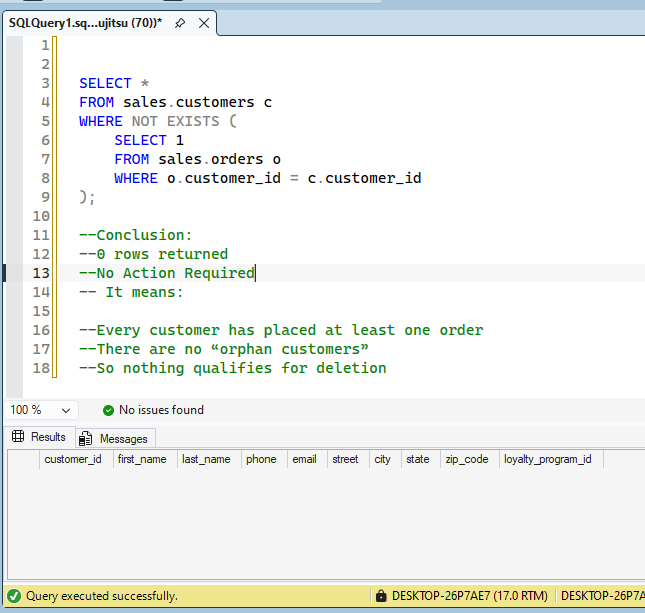 SQLQuery1.sq...ujitsu (70))*
1
2
3 SELECT *
4 FROM sales.customers c
5 WHERE NOT EXISTS (
6 SELECT 1
7 FROM sales.orders o
8 WHERE o.customer_id = c.customer_id
9 );
10
11 --Conclusion:
12 --0 rows returned
13 --No Action Required
14 -- It means:
15
16 --Every customer has placed at least one order
17 --There are no “orphan customers”
18 --So nothing qualifies for deletion
100 % No issues found
Results Messages
customer_id first_name last_name phone email street city state zip_code loyalty_program_id
Query executed successfully. DESKTOP-26P7AE7 (17.0 RTM) DESKTOP-26P7A